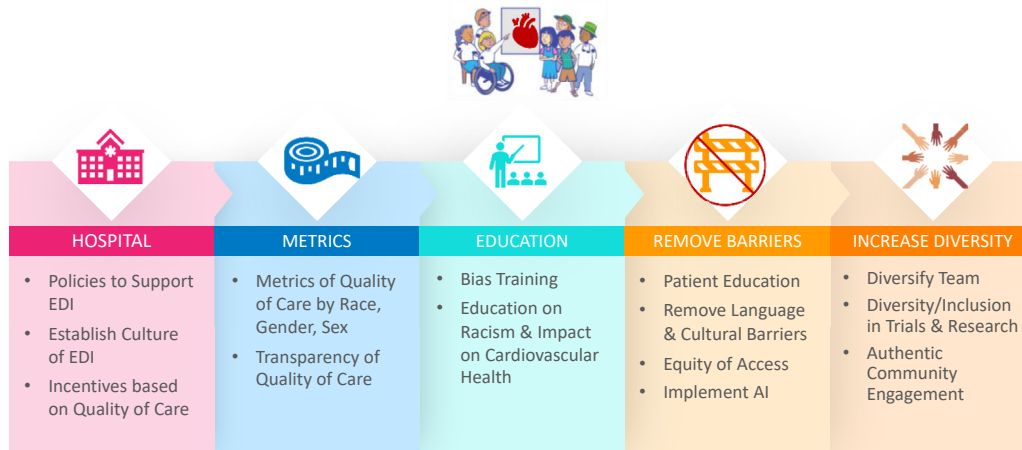 HOSPITAL
Policies to Support
EDI
Establish Culture
of EDI
Incentives based
on Quality of Care
METRICS
Metrics of Quality
of Care by Race,
Gender, Sex
Transparency of
Quality of Care
EDUCATION
Bias Training
Education on
Racism & Impact
on Cardiovascular
Health
REMOVE BARRIERS
Patient Education
Remove Language
& Cultural Barriers
Equity of Access
Implement AI
INCREASE DIVERSITY
Diversify Team
Diversity/Inclusion
in Trials & Research
Authentic
Community
Engagement